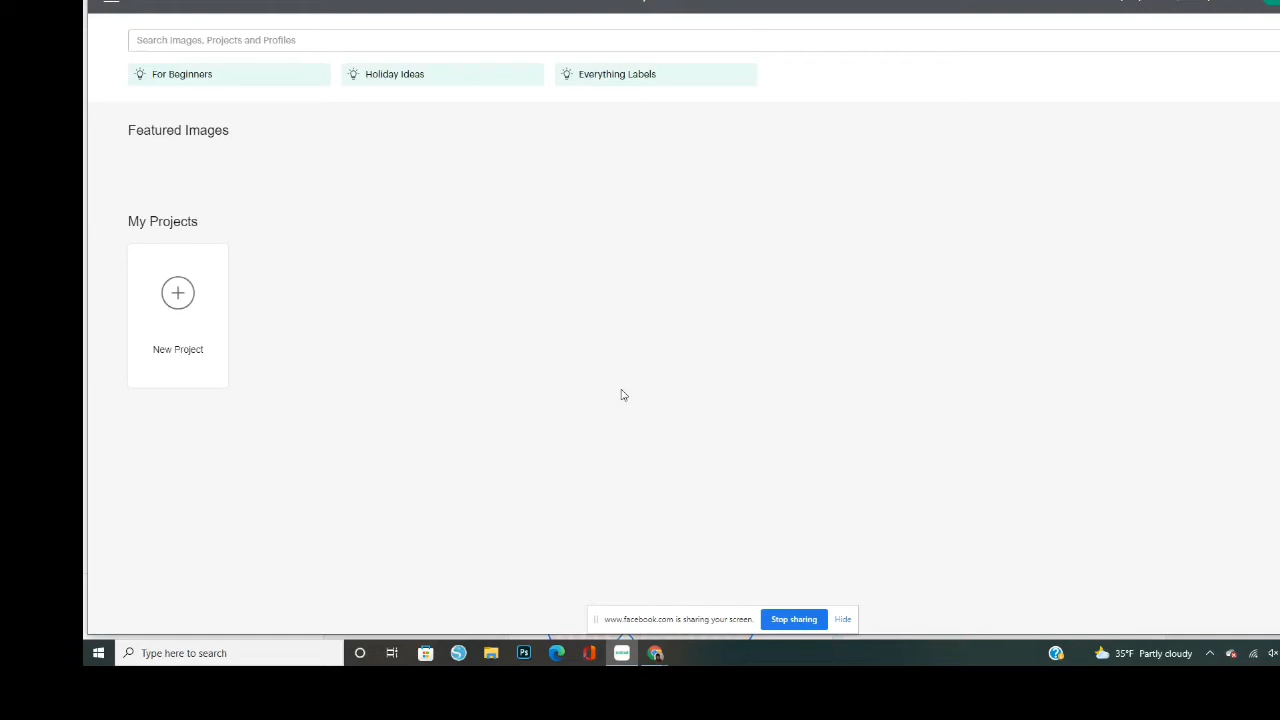 Search Images, Projects and Profiles
For Beginners
Holiday Ideas
Everything Labels
Featured Images
My Projects
New Project
www.facebook.com is sharing your screen.
Stop sharing
Hide
Type here to search
Ps
35°F Partly cloudy